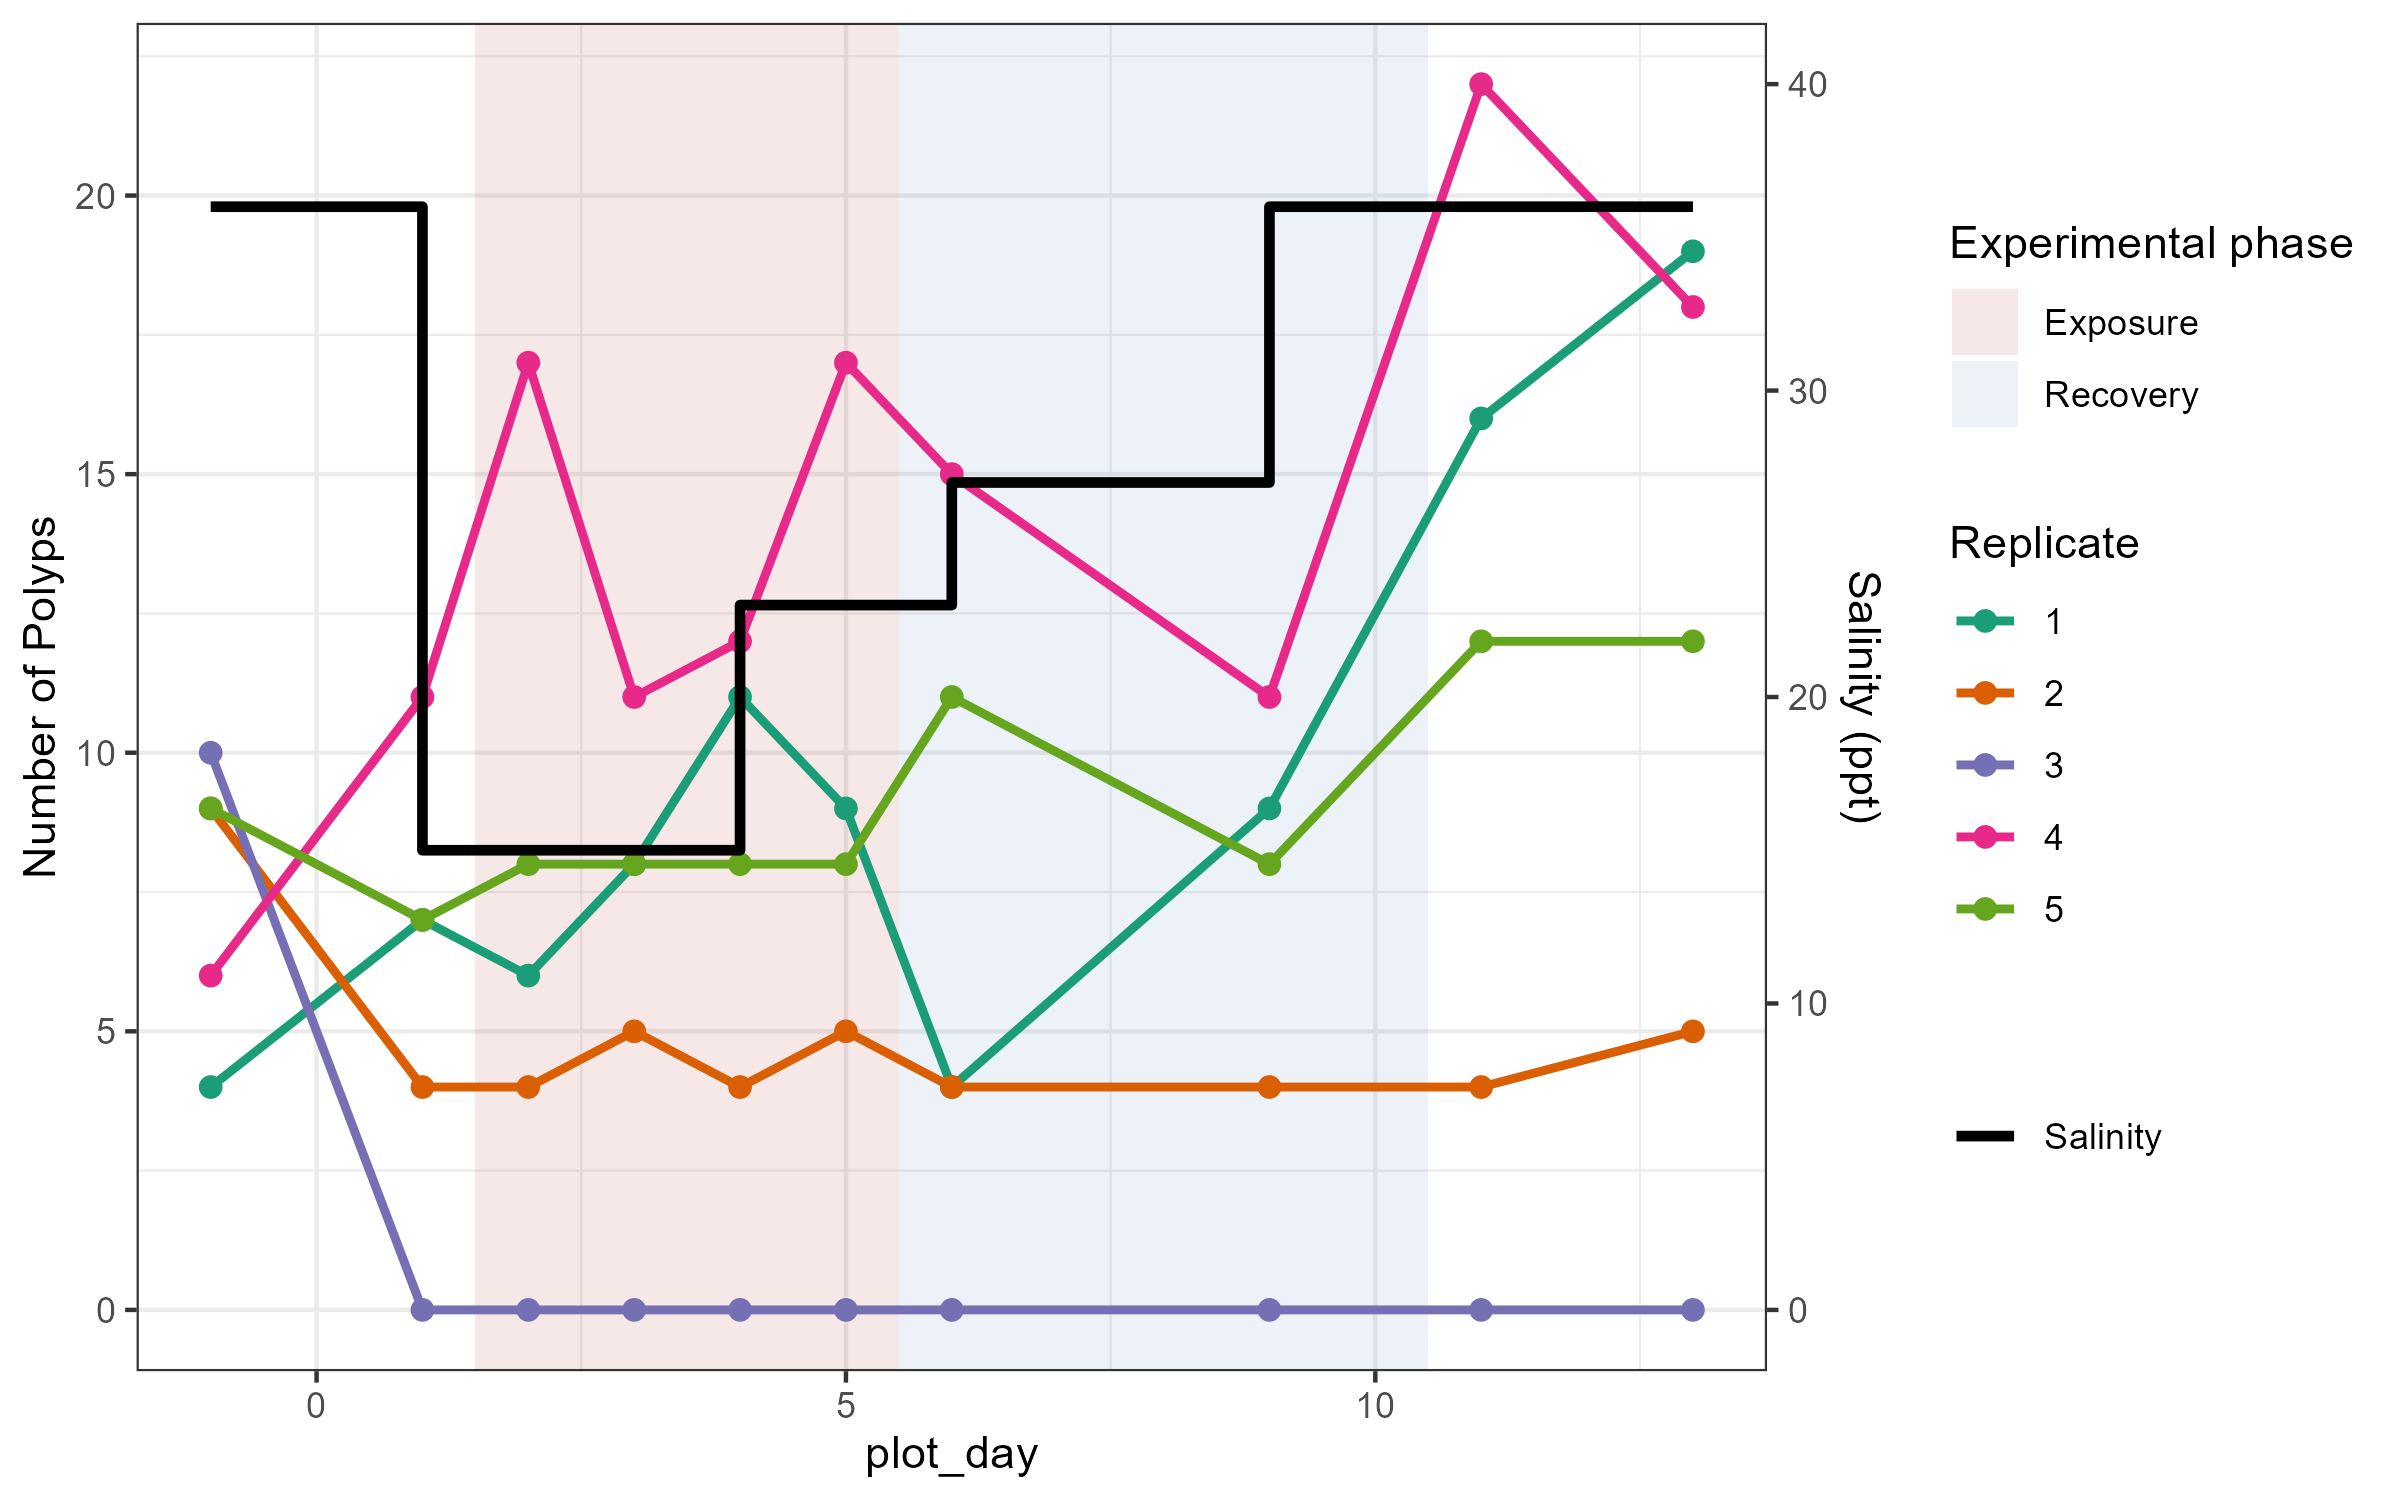 Number of Polyps
20
15
10
5
0
0
5
10
plot_day
40
30
20
10
0
Salinity (ppt)
Experimental phase
Exposure
Recovery
Replicate
1
2
3
4
5
Salinity